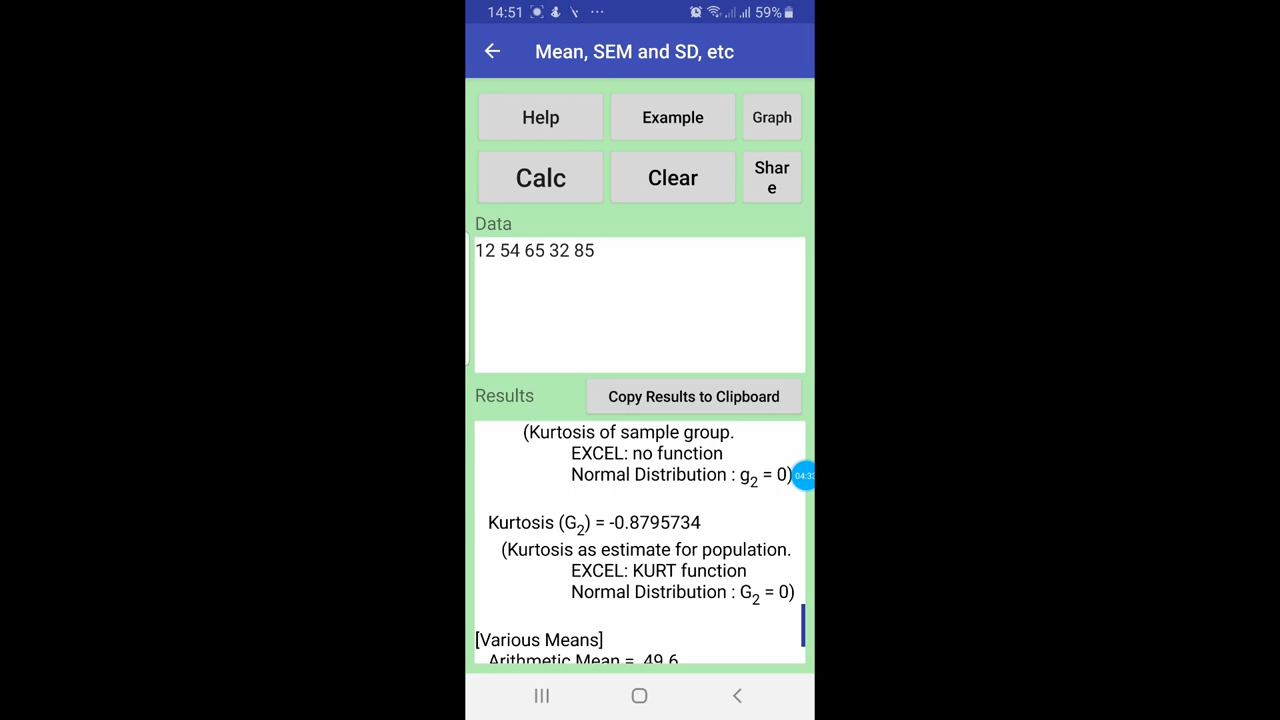 14:51 ... 59%
Mean, SEM and SD, etc
Help Example Graph
Calc Clear Shar
e
Data
12 54 65 32 85
Results Copy Results to Clipboard
(Kurtosis of sample group.
EXCEL: no function
Normal Distribution : g₂ = 0)
04:33
Kurtosis (G₂) = -0.8795734
(Kurtosis as estimate for population.
EXCEL: KURT function
Normal Distribution : G₂ = 0)
[Various Means]
Arithmetic Mean = 49.6